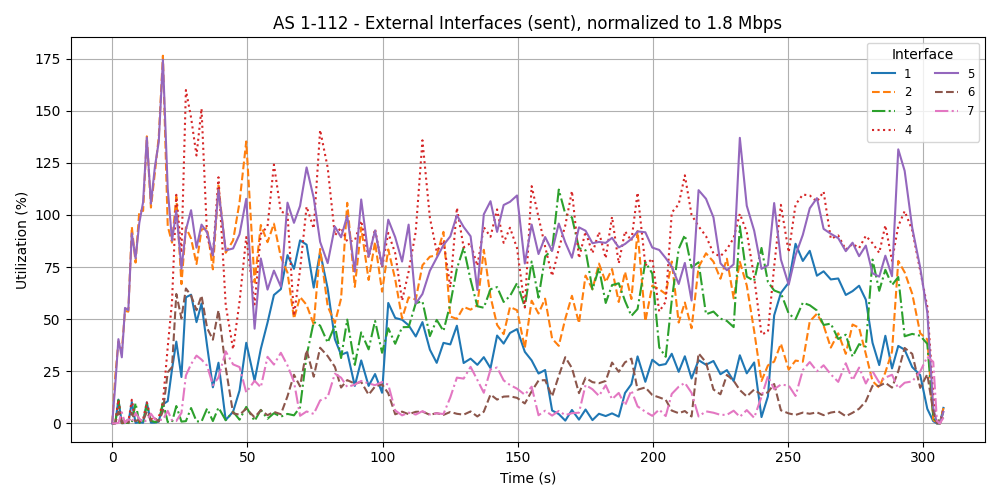 AS 1-112 - External Interfaces (sent), normalized to 1.8 Mbps
Utilization (%)
175
150
125
100
75
50
25
0
0 50 100 150 200 250 300
Time (s)
Interface
1 5
2 6
3 7
4